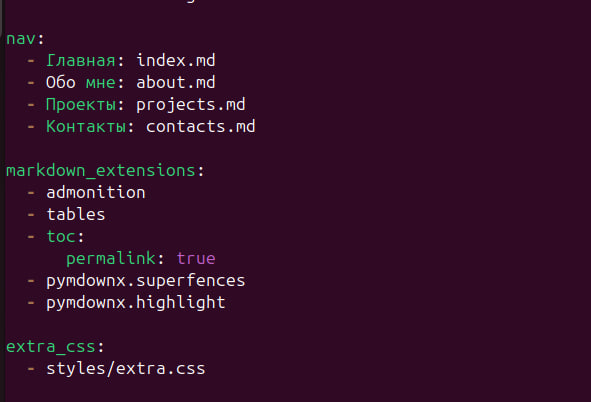 nav:
  - Главная: index.md
  - Обо мне: about.md
  - Проекты: projects.md
  - Контакты: contacts.md
markdown_extensions:
  - admonition
  - tables
  - toc:
      permalink: true
  - pymdownx.superfences
  - pymdownx.highlight
extra_css:
  - styles/extra.css